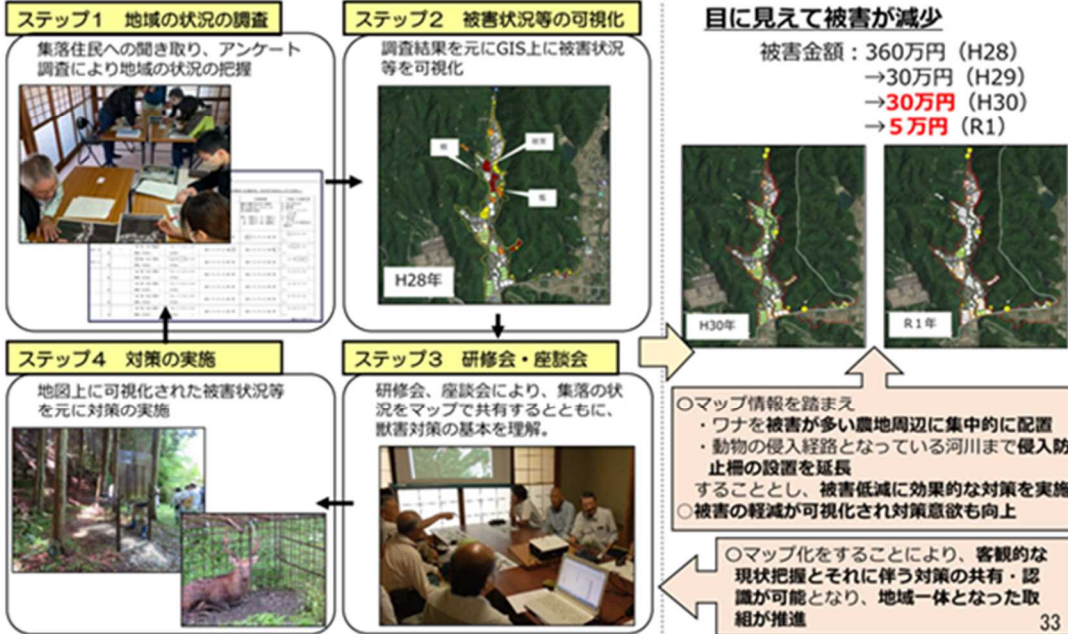 ステップ1 地域の状況の調査
集落住民への聞き取り、アンケート
調査により地域の状況の把握
ステップ2 被害状況等の可視化
調査結果を元にGIS上に被害状況
等を可視化
H28年
ステップ3 研修会・座談会
研修会、座談会により、集落の状
況をマップで共有するとともに、
獣害対策の基本を理解。
ステップ4 対策の実施
地図上に可視化された被害状況等
を元に対策の実施
目に見えて被害が減少
被害金額：360万円（H28）
→30万円（H29）
→30万円（H30）
→５万円（R1）
H30年
R１年
○マップ情報を踏まえ
・ワナを被害が多い農地周辺に集中的に配置
・動物の侵入経路となっている河川まで侵入防
止柵の設置を延長
することとし、被害低減に効果的な対策を実施
○被害の軽減が可視化され対策意欲も向上
○マップ化をすることにより、客観的な
現状把握とそれに伴う対策の共有・認
識が可能となり、地域一体となった取
組が推進
33